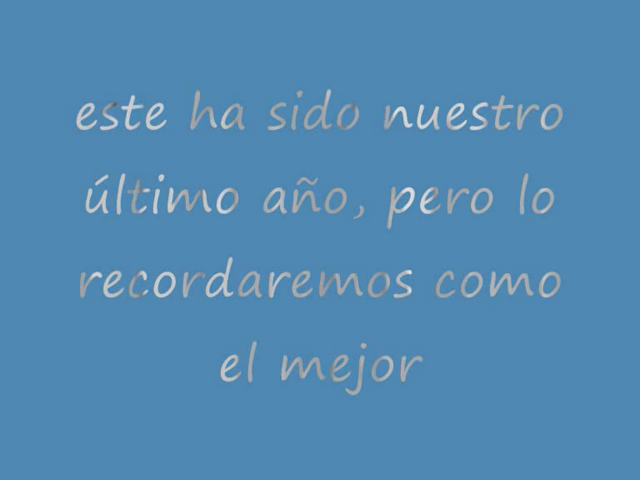 este ha sido nuestro
último año, pero lo
recordaremos como
el mejor